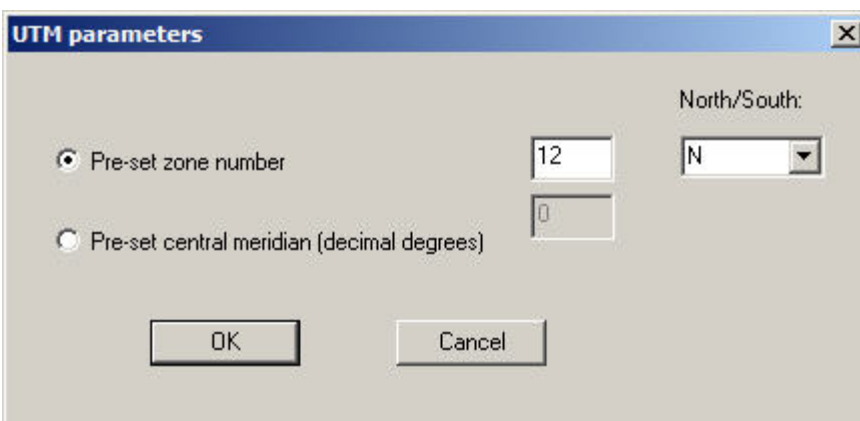 UTM parameters
North/South:
Pre-set zone number 12 N
0
Pre-set central meridian (decimal degrees)
OK Cancel